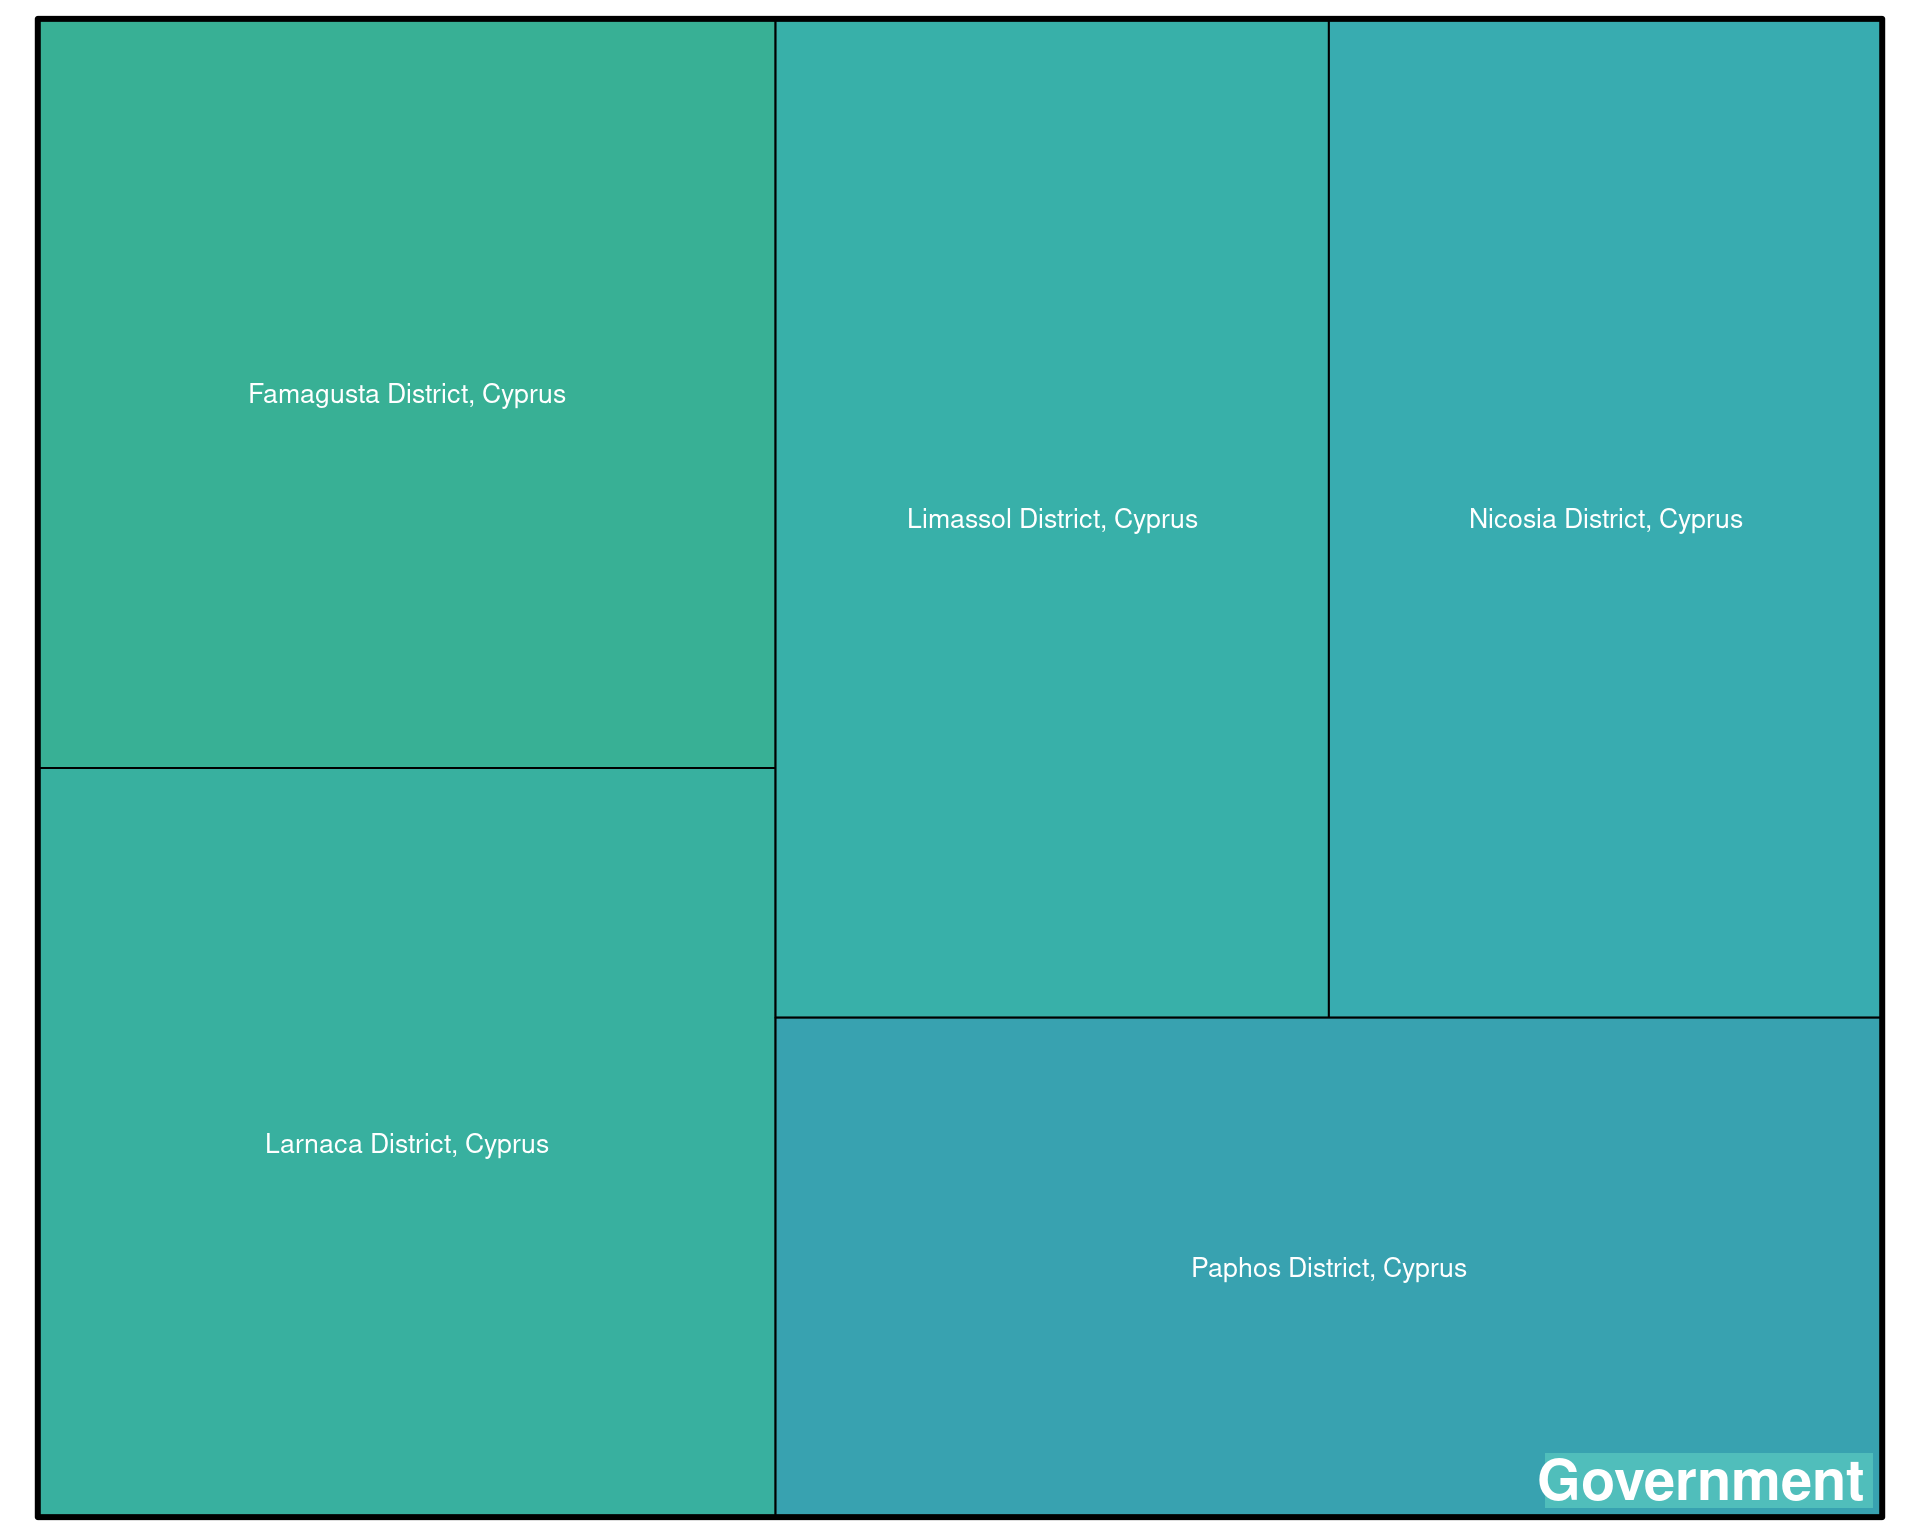 Famagusta District, Cyprus
Limassol District, Cyprus
Nicosia District, Cyprus
Larnaca District, Cyprus
Paphos District, Cyprus
Government